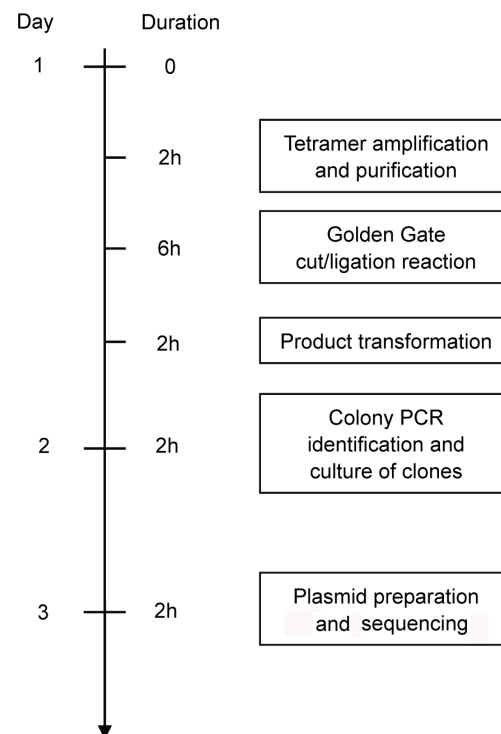 Day Duration
1 0
2h
Tetramer amplification
and purification
6h
Golden Gate
cut/ligation reaction
2h
Product transformation
2 2h
Colony PCR
identification and
culture of clones
3 2h
Plasmid preparation
and sequencing